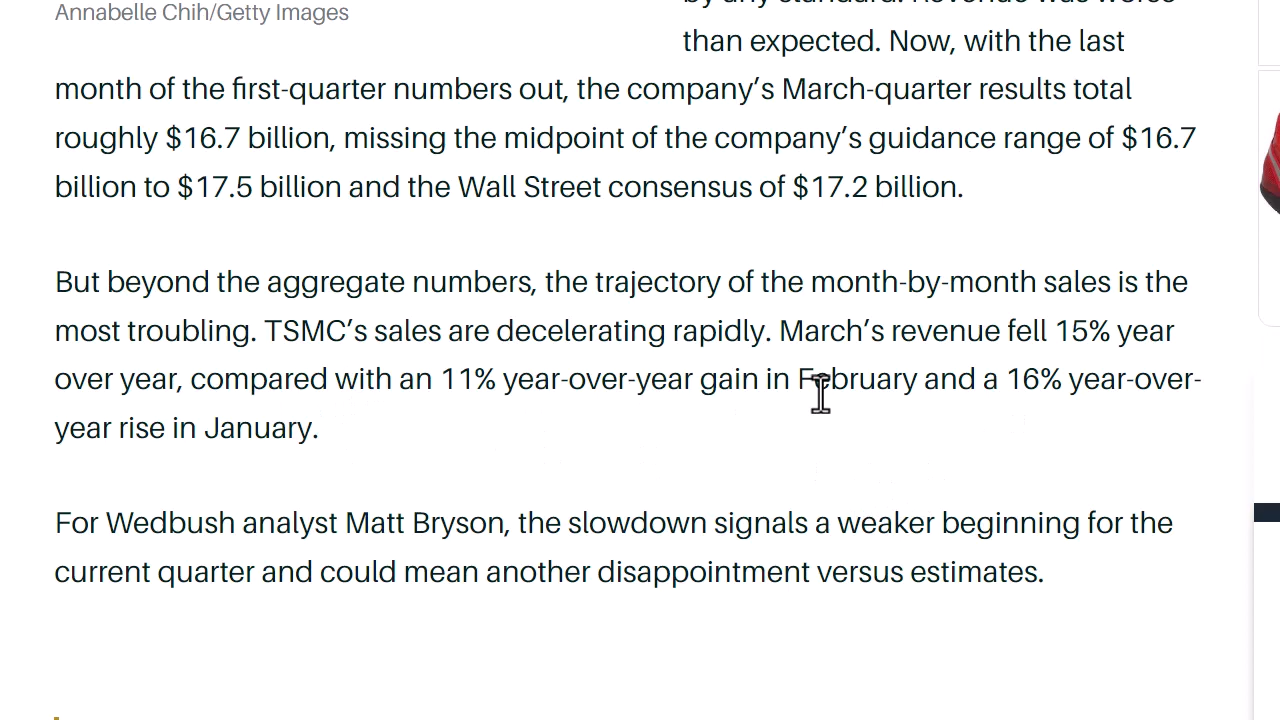 Annabelle Chih/Getty Images
by any standard. Revenue was worse
than expected. Now, with the last
month of the first-quarter numbers out, the company’s March-quarter results total
roughly $16.7 billion, missing the midpoint of the company’s guidance range of $16.7
billion to $17.5 billion and the Wall Street consensus of $17.2 billion.
But beyond the aggregate numbers, the trajectory of the month-by-month sales is the
most troubling. TSMC’s sales are decelerating rapidly. March’s revenue fell 15% year
over year, compared with an 11% year-over-year gain in February and a 16% year-over-
year rise in January.
For Wedbush analyst Matt Bryson, the slowdown signals a weaker beginning for the
current quarter and could mean another disappointment versus estimates.